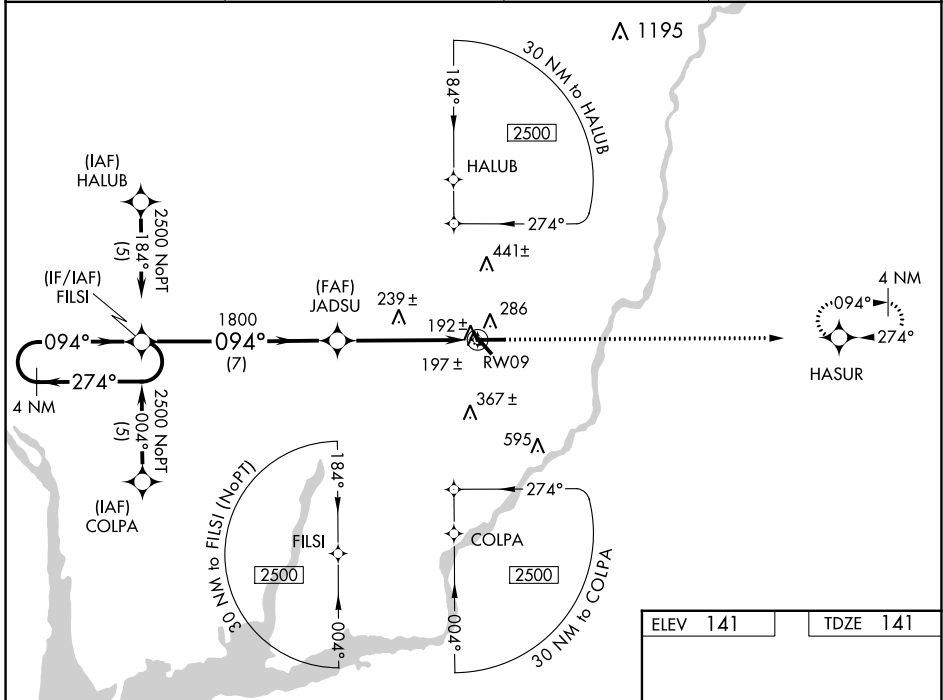 1195
30 NM to HALUB
184°
2500
HALUB
274°
(IAF)
HALUB
2500 NoPT
184°
(5)
441±
(IF/IAF)
FILSI
(FAF)
JADSU
239±
286
4 NM
094°
274°
HASUR
094°
1800
094°
(7)
192±
197±
RW09
274°
4 NM
2500 NoPT
004°
(5)
367±
595
(IAF)
COLPA
30 NM to FILSI (NoPT)
184°
FILSI
2500
004°
274°
COLPA
2500
004°
30 NM to COLPA
ELEV 141
TDZE 141